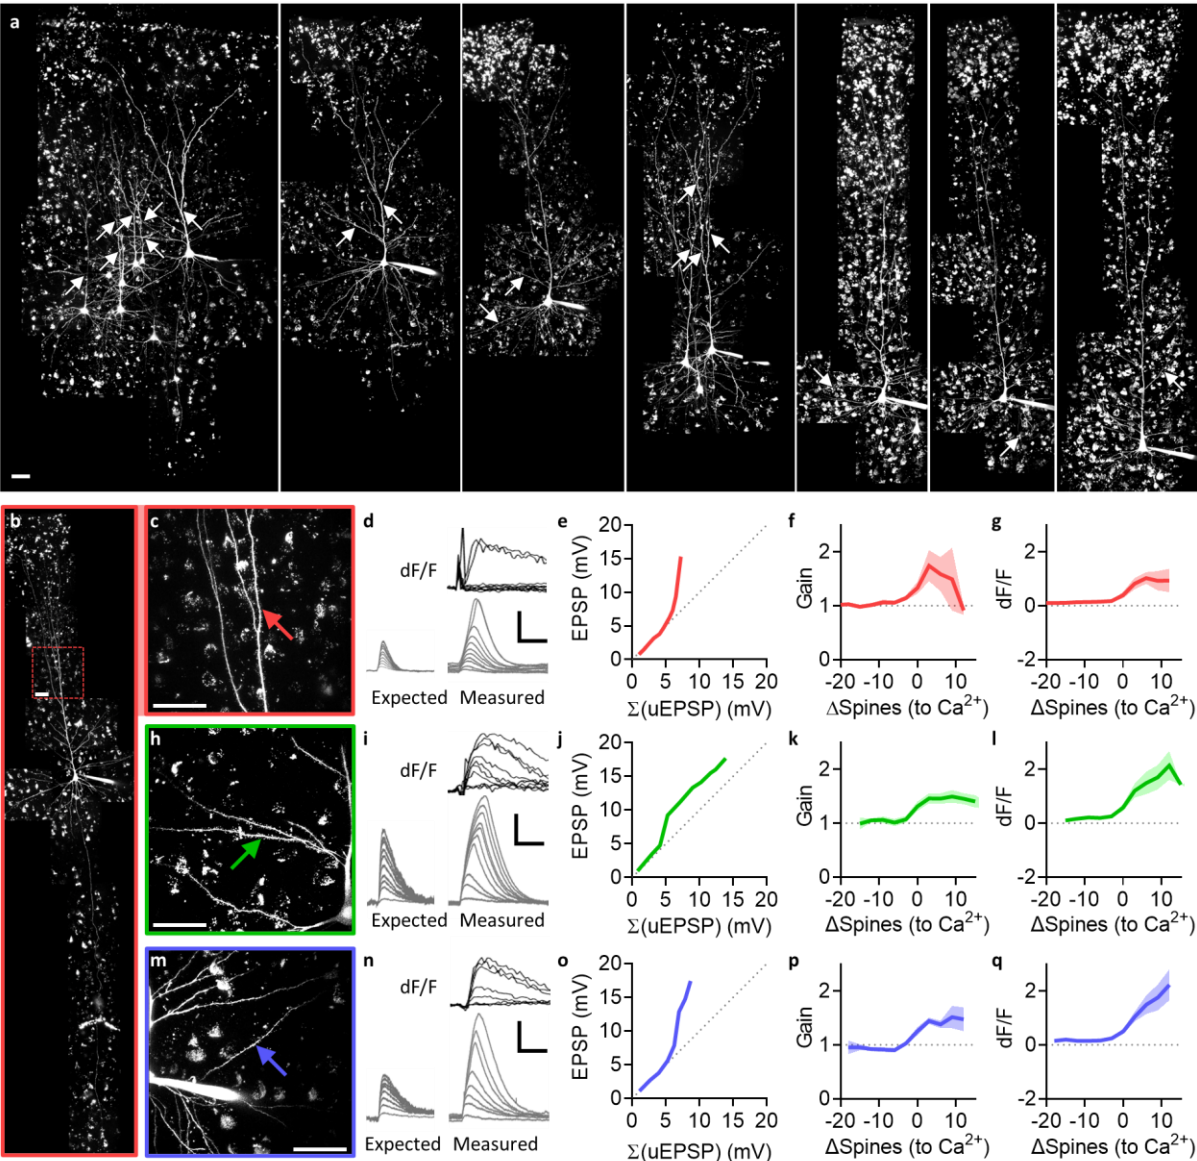 a
b
c
d
dF/F
Expected
Measured
e
20
15
10
5
0
EPSP (mV)
0 5 10 15 20
Σ(uEPSP) (mV)
f
2
1
0
Gain
-20 -10 0 10
ΔSpines (to Ca2+)
g
2
0
-2
dF/F
-20 -10 0 10
ΔSpines (to Ca2+)
h
i
dF/F
Expected
Measured
j
20
15
10
5
0
EPSP (mV)
0 5 10 15 20
Σ(uEPSP) (mV)
k
2
1
0
Gain
-20 -10 0 10
ΔSpines (to Ca2+)
l
2
0
-2
dF/F
-20 -10 0 10
ΔSpines (to Ca2+)
m
n
dF/F
Expected
Measured
o
20
15
10
5
0
EPSP (mV)
0 5 10 15 20
Σ(uEPSP) (mV)
p
2
1
0
Gain
-20 -10 0 10
ΔSpines (to Ca2+)
q
2
0
-2
dF/F
-20 -10 0 10
ΔSpines (to Ca2+)